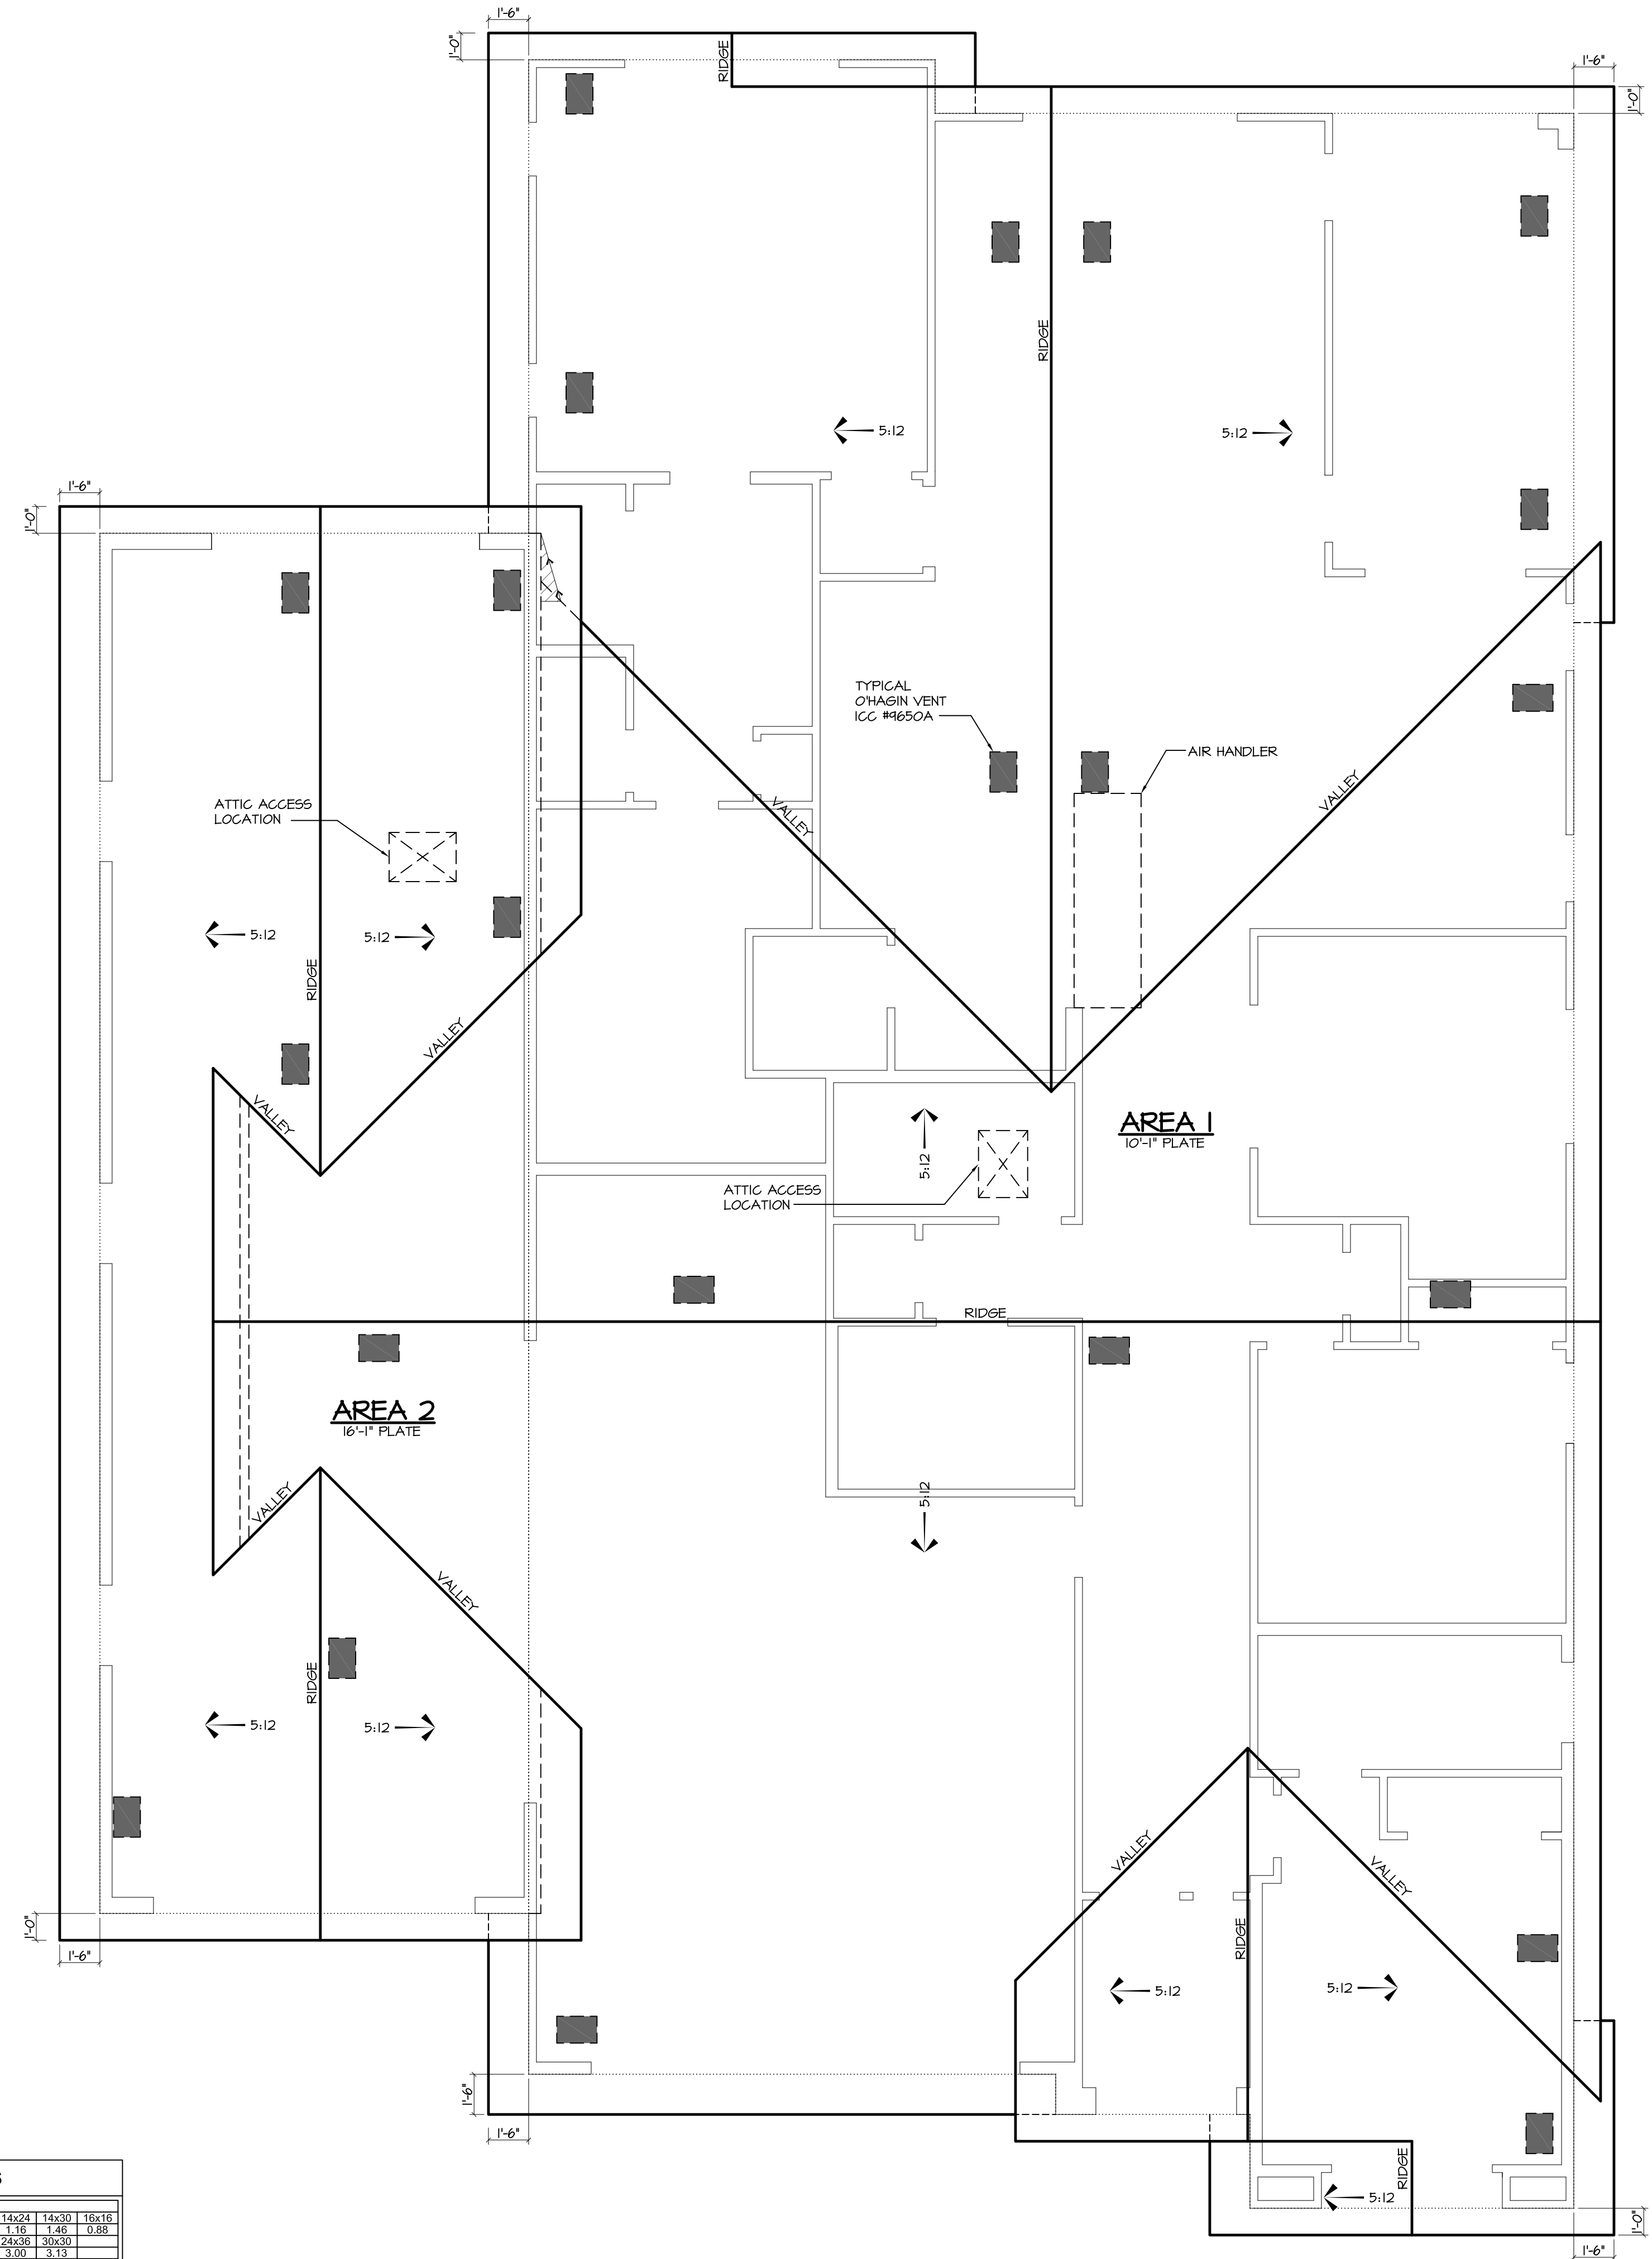 1'-6"
1'-0"
RIDGE
1'-6"
1'-0"
RIDGE
5:12
5:12
1'-6"
1'-0"
TYPICAL
O'HAGIN VENT
ICC #9650A
AIR HANDLER
VALLEY
VALLEY
ATTIC ACCESS
LOCATION
5:12
5:12
RIDGE
VALLEY
VALLEY
AREA 1
10'-1" PLATE
5:12
ATTIC ACCESS
LOCATION
RIDGE
AREA 2
16'-1" PLATE
VALLEY
5:12
VALLEY
RIDGE
5:12
5:12
VALLEY
VALLEY
RIDGE
1'-0"
1'-6"
5:12
5:12
1'-6"
1'-6"
RIDGE
5:12
1'-0"
1'-6"
S
14x24 14x30 16x16
1.16 1.46 0.88
24x36 30x30
3.00 3.13